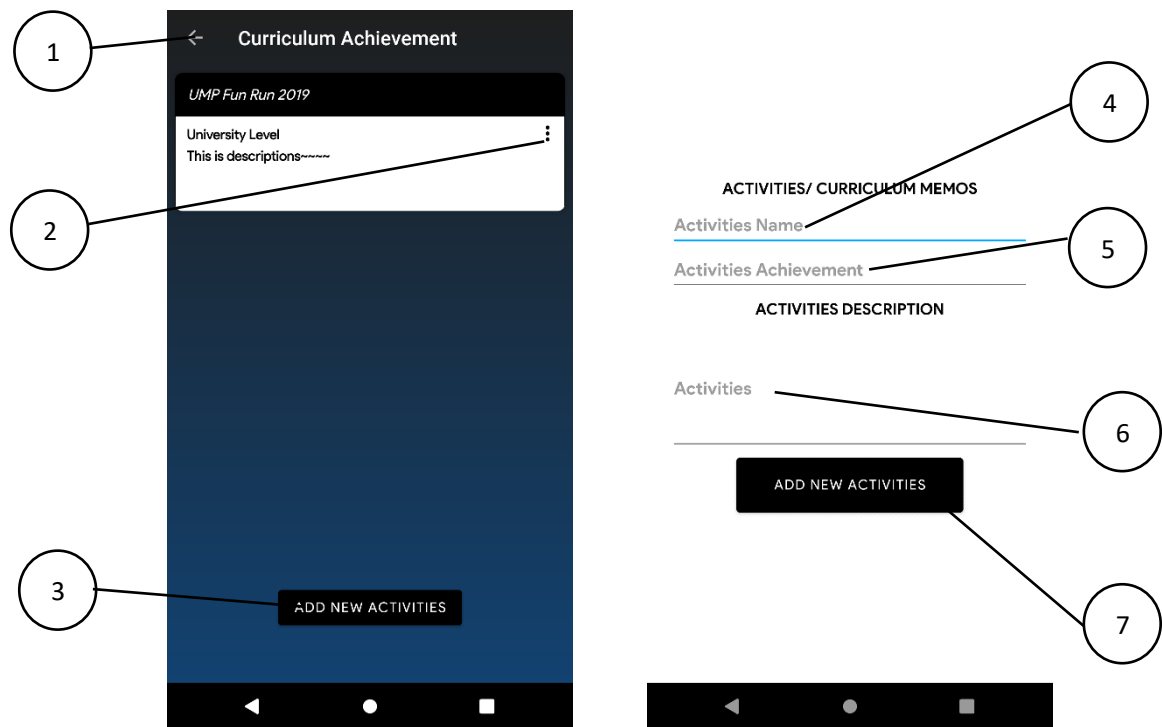 1
Curriculum Achievement
UMP Fun Run 2019
University Level
This is descriptions~~~~
2
3
ADD NEW ACTIVITIES
4
ACTIVITIES/ CURRICULUM MEMOS
Activities Name
5
Activities Achievement
ACTIVITIES DESCRIPTION
Activities
6
ADD NEW ACTIVITIES
7